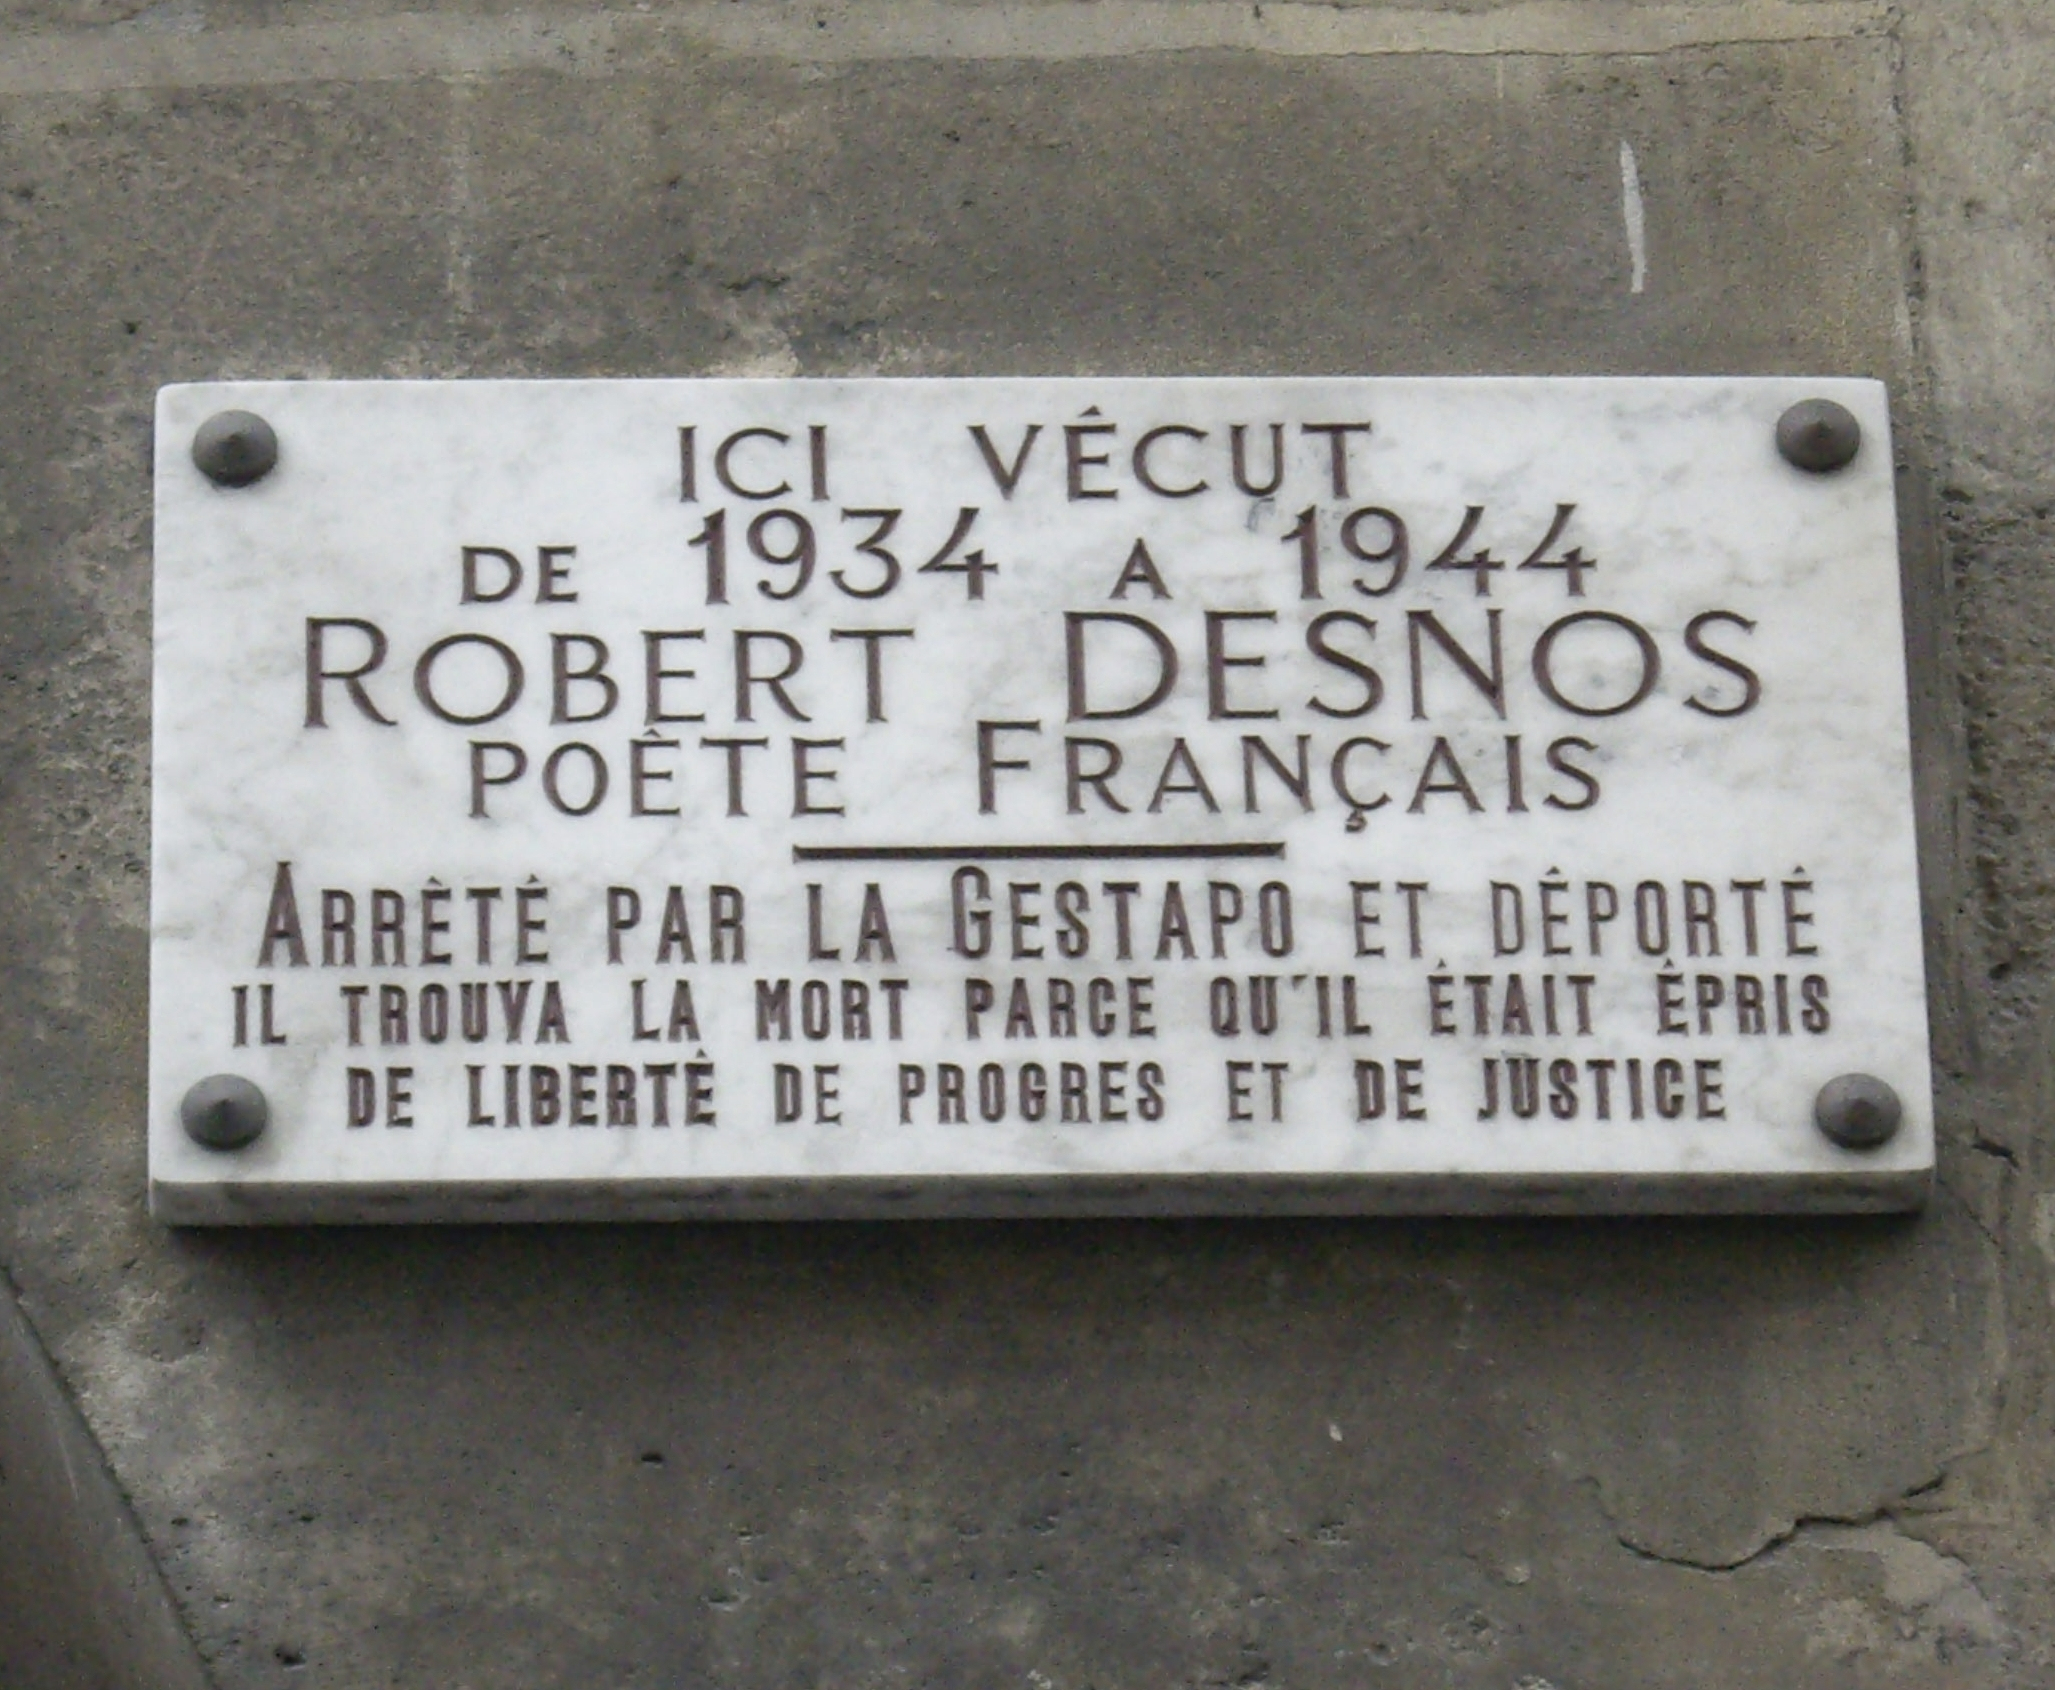 ICI VÉCUT
DE 1934 A 1944
ROBERT DESNOS
POÊTE FRANÇAIS
ARRÊTÉ PAR LA GESTAPO ET DÉPORTÉ
IL TROUVA LA MORT PARCE QU'IL ÉTAIT ÉPRIS
DE LIBERTÉ DE PROGRES ET DE JUSTICE